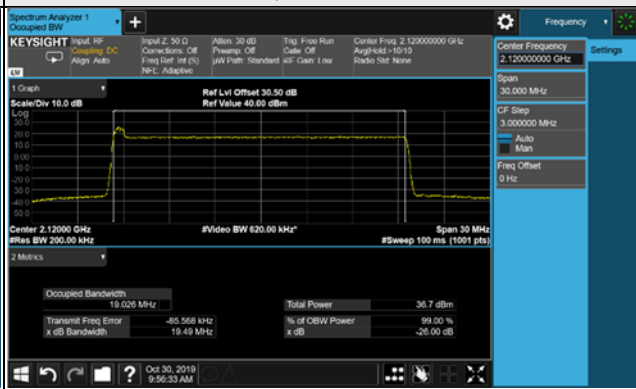 Spectrum Analyzer 1
Occupied BW
+
Frequency
KEYSIGHT
Input: RF
Coupling: DC
Align: Auto
Input Z: 50 Ω
Corrections: Off
Freq Ref: Int (S)
NFE: Adaptive
Atten: 30 dB
Preamp: Off
µW Path: Standard
Trig: Free Run
Gate: Off
#IF Gain: Low
Center Freq: 2.120000000 GHz
Avg|Hold:>10/10
Radio Std: None
Center Frequency
2.120000000 GHz
Settings
Span
30.000 MHz
CF Step
3.000000 MHz
Auto
Man
Freq Offset
0 Hz
1 Graph
Scale/Div 10.0 dB
Ref Lvl Offset 30.50 dB
Ref Value 40.00 dBm
Log
30.0
20.0
10.0
0.00
-10.0
-20.0
-30.0
-40.0
-50.0
Center 2.12000 GHz
#Res BW 200.00 kHz
#Video BW 620.00 kHz*
Span 30 MHz
#Sweep 100 ms (1001 pts)
2 Metrics
Occupied Bandwidth
19.026 MHz
Total Power 36.7 dBm
Transmit Freq Error -85.568 kHz
% of OBW Power 99.00 %
x dB Bandwidth 19.49 MHz
x dB -26.00 dB
?
Oct 30, 2019
9:56:33 AM